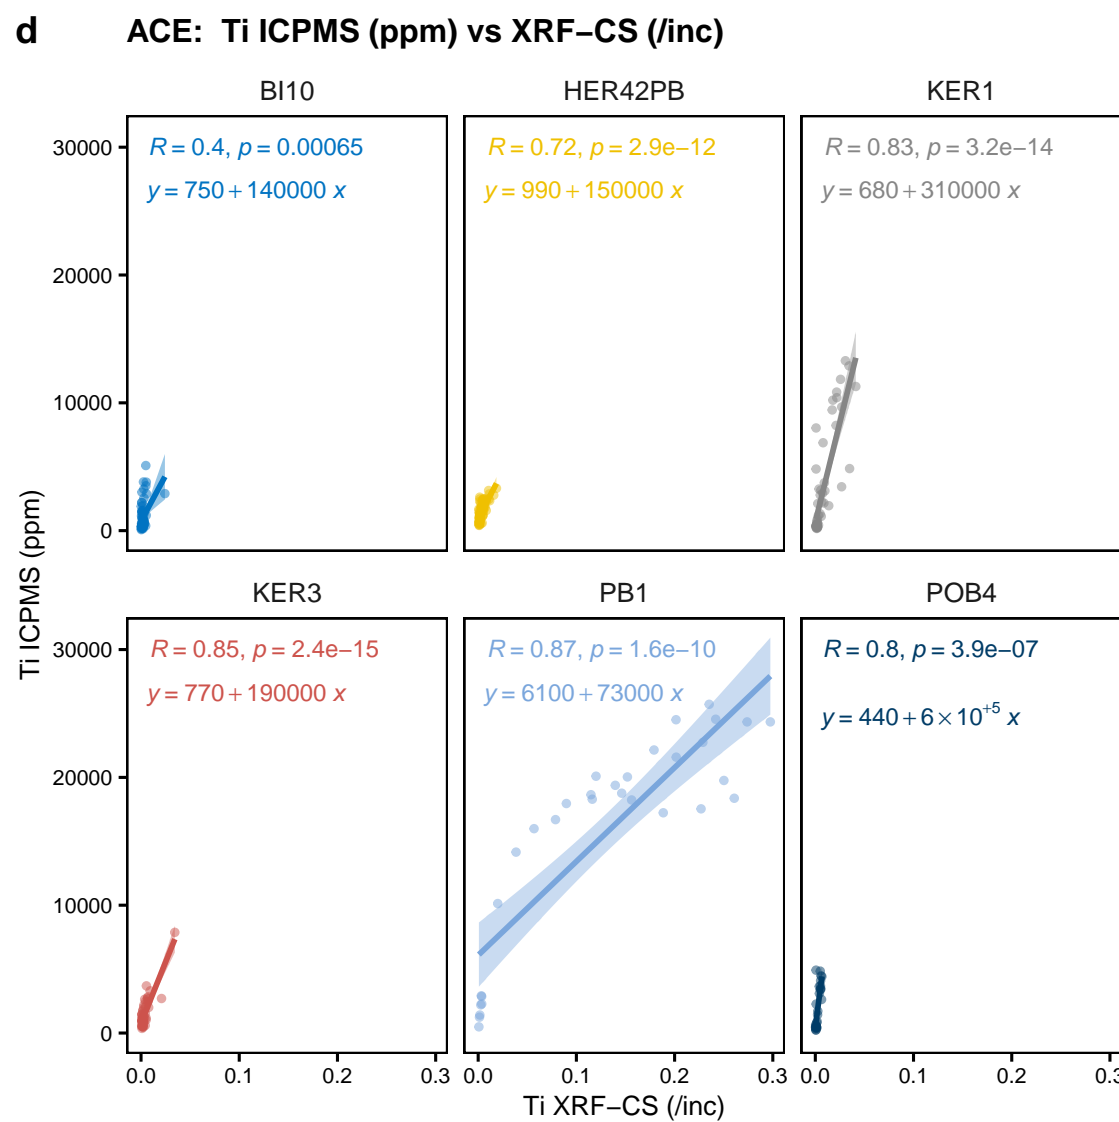 d ACE: Ti ICPMS (ppm) vs XRF−CS (/inc)
BI10 HER42PB KER1
R = 0.4, p = 0.00065 R = 0.72, p = 2.9e−12 R = 0.83, p = 3.2e−14
y = 750 + 140000 x y = 990 + 150000 x y = 680 + 310000 x
30000
20000
10000
0
Ti ICPMS (ppm)
KER3 PB1 POB4
R = 0.85, p = 2.4e−15 R = 0.87, p = 1.6e−10 R = 0.8, p = 3.9e−07
y = 770 + 190000 x y = 6100 + 73000 x y = 440 + 6×10⁺⁵ x
30000
20000
10000
0
0.0 0.1 0.2 0.3 0.0 0.1 0.2 0.3 0.0 0.1 0.2 0.3
Ti XRF−CS (/inc)